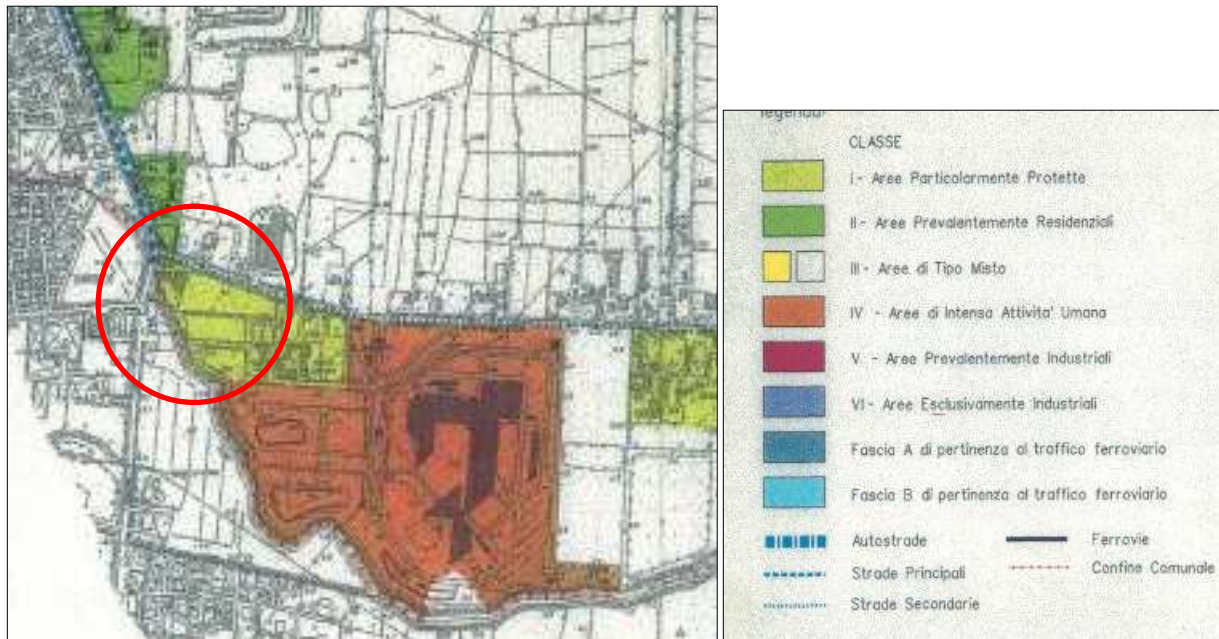 legenda:
CLASSE
I - Aree Particolarmente Protette
II - Aree Prevalentemente Residenziali
III - Aree di Tipo Misto
IV - Aree di Intensa Attivita' Umana
V - Aree Prevalentemente Industriali
VI - Aree Esclusivamente Industriali
Fascia A di pertinenza al traffico ferroviario
Fascia B di pertinenza al traffico ferroviario
Autostrade
Ferrovie
Strade Principali
Confine Comunale
Strade Secondarie